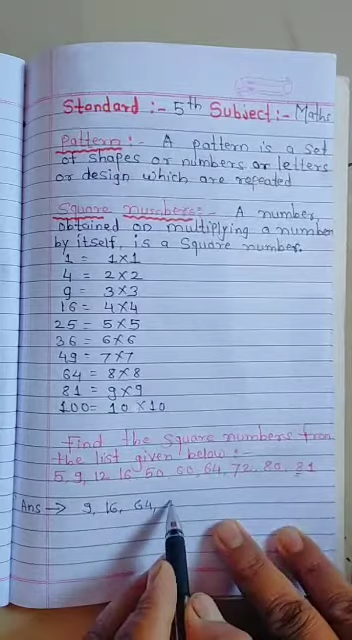 Standard :- 5th Subject :- Maths
Pattern :- A pattern is a set
of shapes or numbers or letters
or design which are repeated
Square numbers :- A number,
obtained on multiplying a number
by itself, is a square number.
1 = 1×1
4 = 2×2
9 = 3×3
16 = 4×4
25 = 5×5
36 = 6×6
49 = 7×7
64 = 8×8
81 = 9×9
100 = 10×10
Find the square numbers from
the list given below :-
5, 9, 12, 16, 50, 60, 64, 72, 80, 81
Ans → 9, 16, 64,